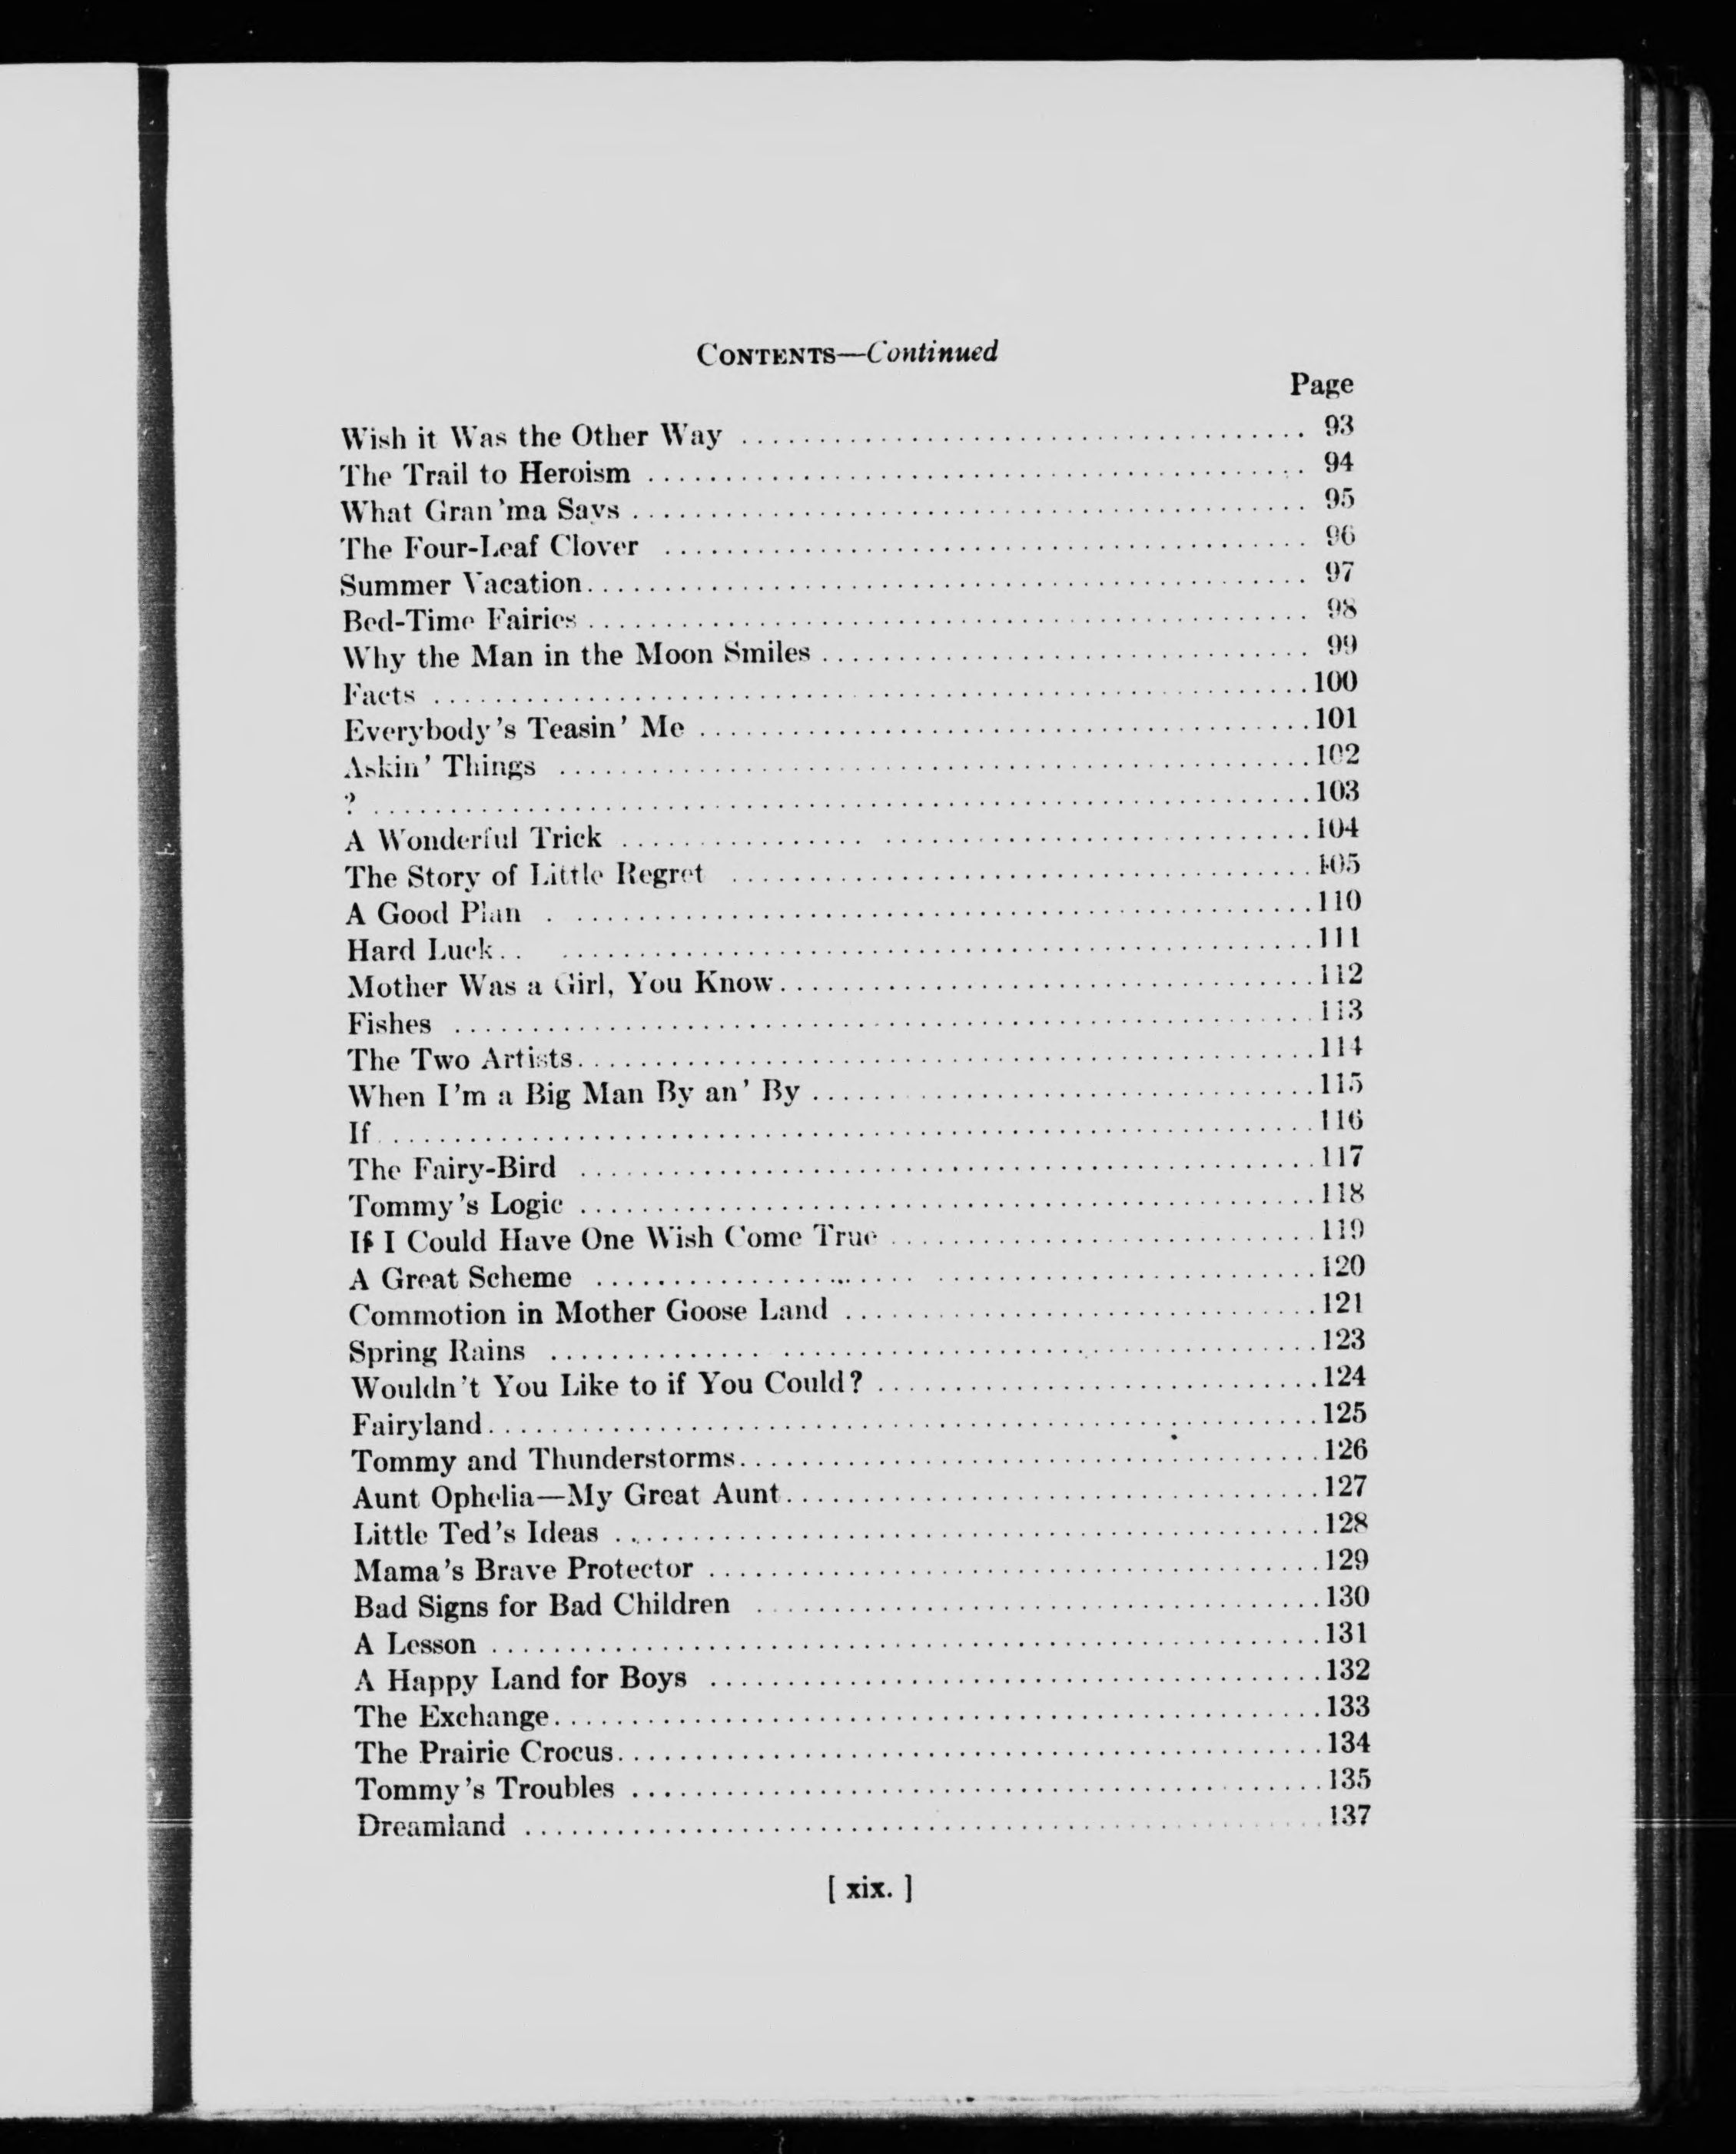 CONTENTS—Continued
Page
Wish it Was the Other Way .................................... 93
The Trail to Heroism .......................................... 94
What Gran'ma Says ............................................ 95
The Four-Leaf Clover ......................................... 96
Summer Vacation............................................... 97
Bed-Time Fairies .............................................. 98
Why the Man in the Moon Smiles ................................ 99
Facts .........................................................100
Everybody's Teasin' Me ........................................101
Askin' Things .................................................102
? .............................................................103
A Wonderful Trick .............................................104
The Story of Little Regret ....................................105
A Good Plan ...................................................110
Hard Luck.. ...................................................111
Mother Was a Girl, You Know...................................112
Fishes ........................................................113
The Two Artists................................................114
When I'm a Big Man By an' By ..................................115
If.............................................................116
The Fairy-Bird ................................................117
Tommy's Logic .................................................118
If I Could Have One Wish Come True ............................119
A Great Scheme ................................................120
Commotion in Mother Goose Land ................................121
Spring Rains ..................................................123
Wouldn't You Like to if You Could? ............................124
Fairyland......................................................125
Tommy and Thunderstorms.......................................126
Aunt Ophelia—My Great Aunt....................................127
Little Ted's Ideas ............................................128
Mama's Brave Protector ........................................129
Bad Signs for Bad Children ....................................130
A Lesson ......................................................131
A Happy Land for Boys .........................................132
The Exchange...................................................133
The Prairie Crocus.............................................134
Tommy's Troubles ..............................................135
Dreamland .....................................................137
[ xix. ]